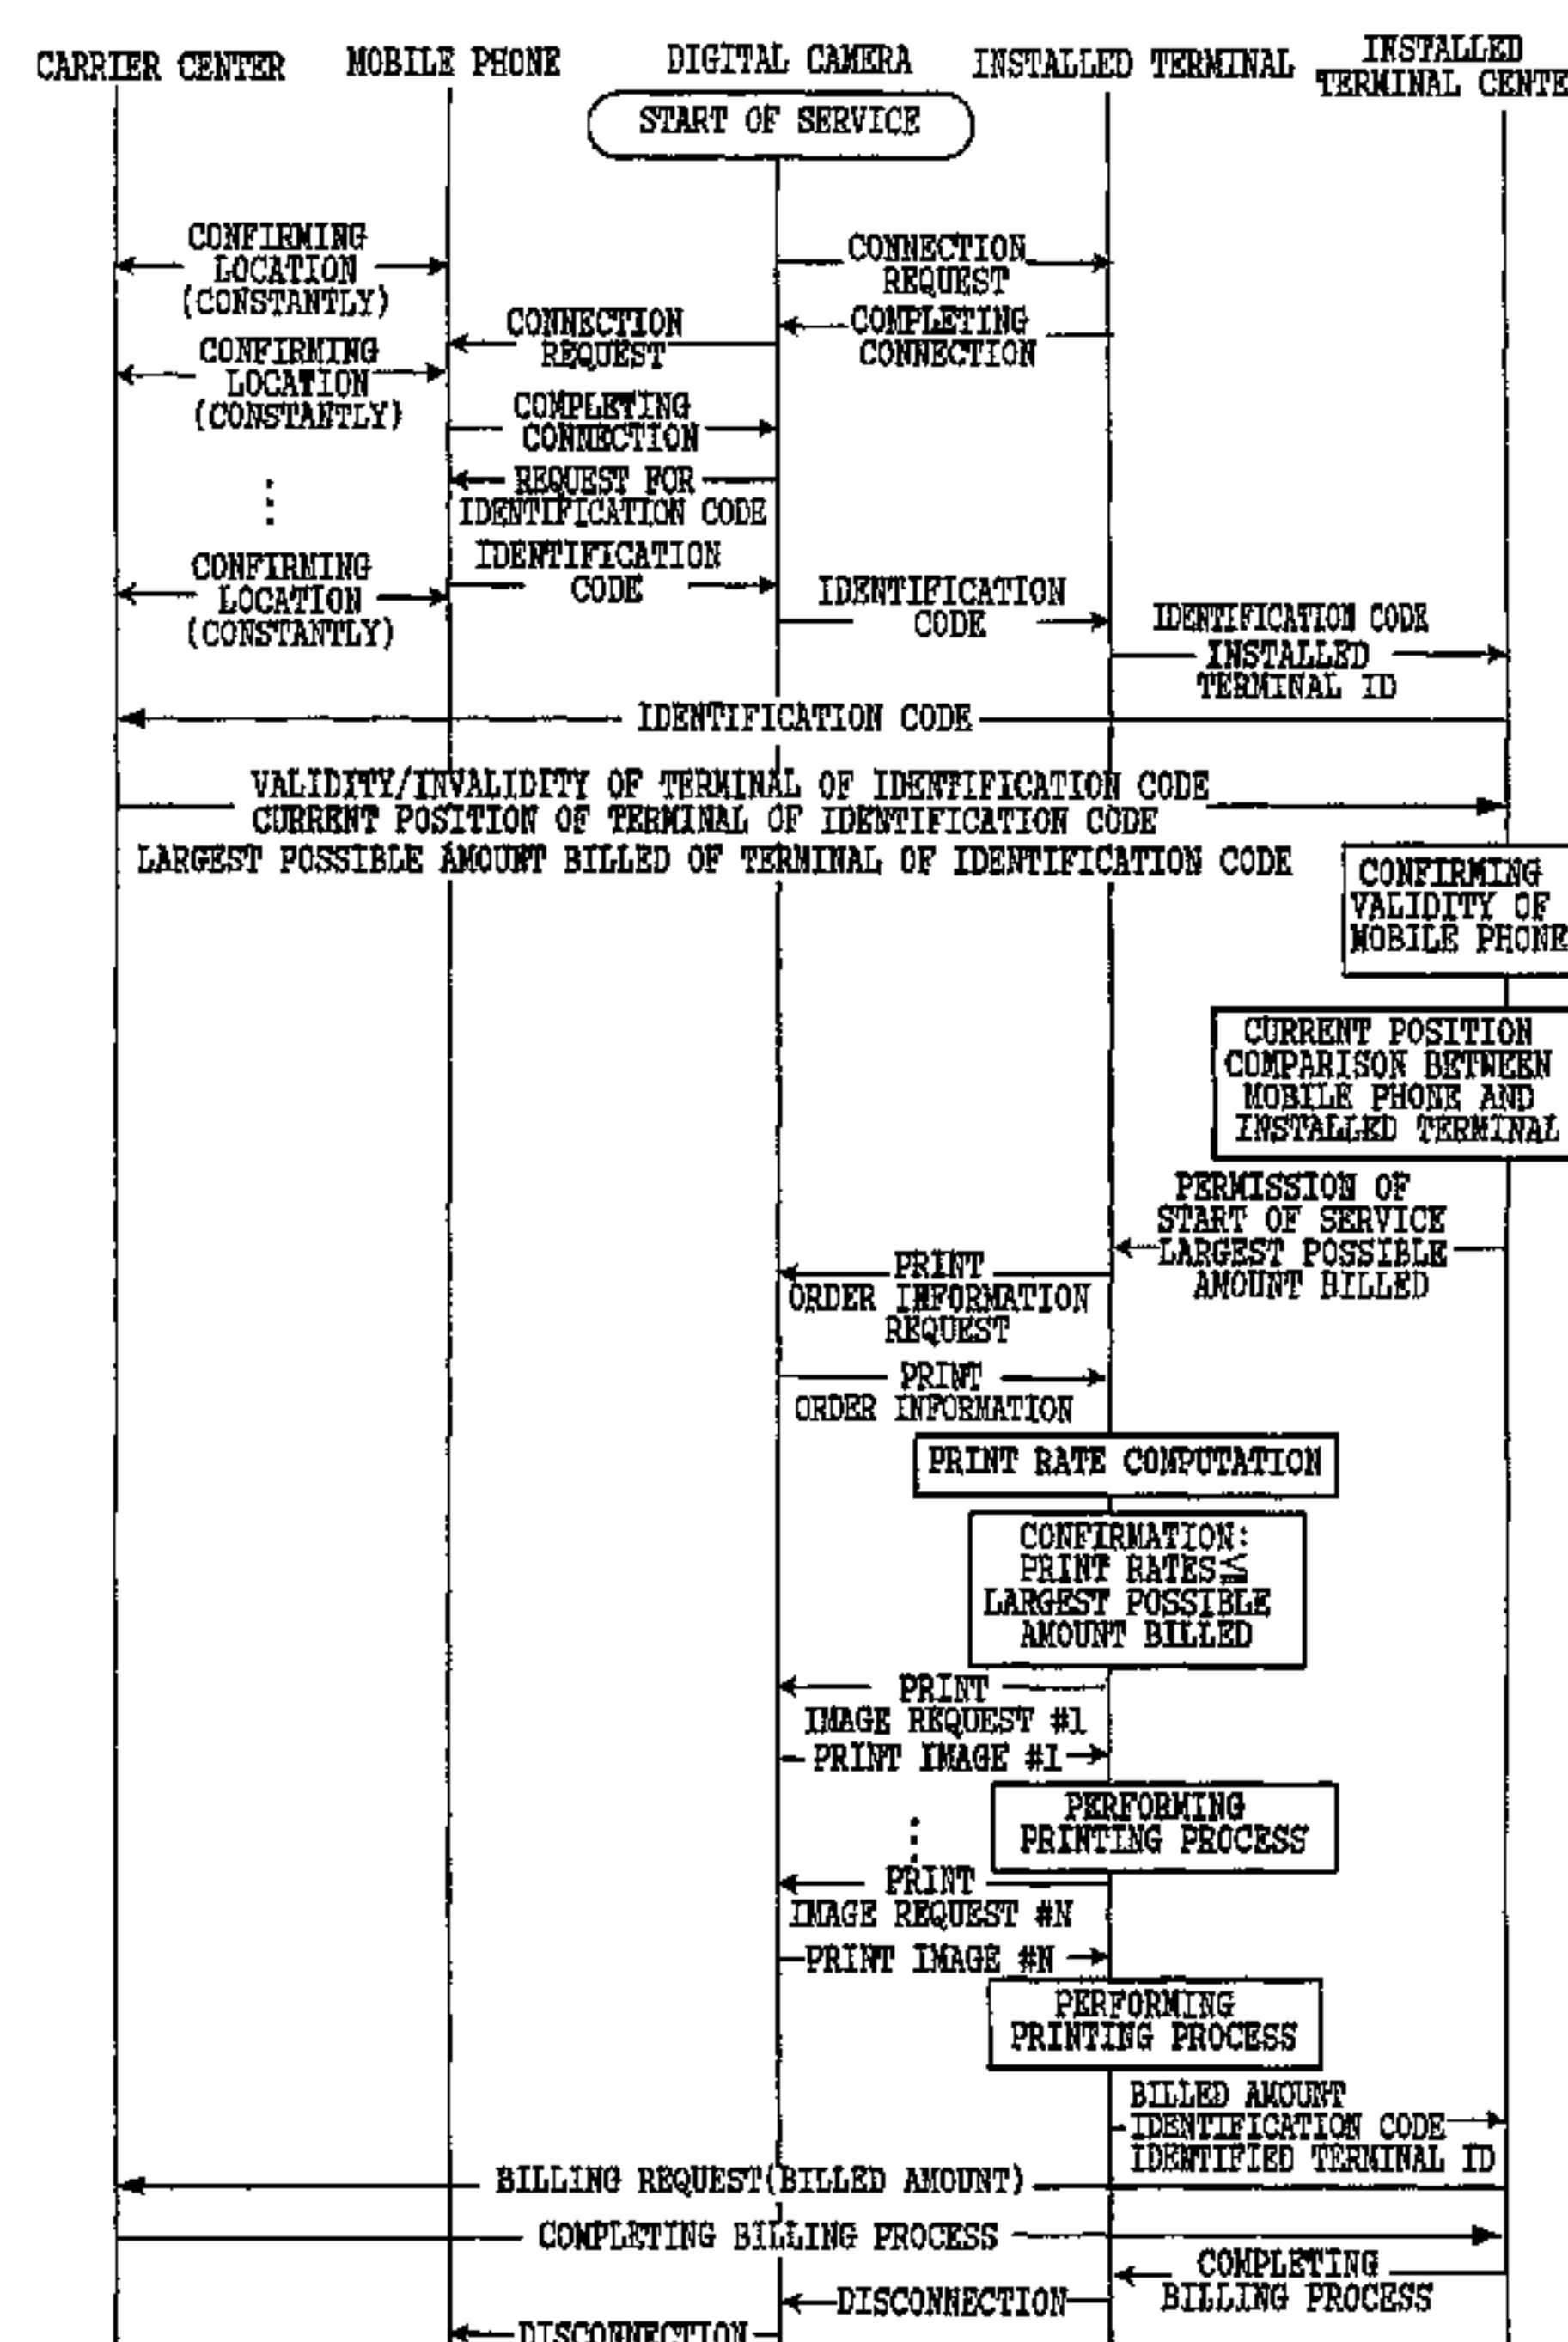 CARRIER CENTER
MOBILE PHONE
DIGITAL CAMERA
INSTALLED TERMINAL
INSTALLED
TERMINAL CENTE
START OF SERVICE
CONFIRMING
LOCATION
(CONSTANTLY)
CONNECTION
REQUEST
COMPLETING
CONNECTION
CONNECTION
REQUEST
CONFIRMING
LOCATION
(CONSTANTLY)
COMPLETING
CONNECTION
REQUEST FOR
IDENTIFICATION CODE
IDENTIFICATION
CODE
CONFIRMING
LOCATION
(CONSTANTLY)
IDENTIFICATION
CODE
IDENTIFICATION CODE
INSTALLED
TERMINAL ID
IDENTIFICATION CODE
VALIDITY/INVALIDITY OF TERMINAL OF IDENTIFICATION CODE
CURRENT POSITION OF TERMINAL OF IDENTIFICATION CODE
LARGEST POSSIBLE AMOUNT BILLED OF TERMINAL OF IDENTIFICATION CODE
CONFIRMING
VALIDITY OF
MOBILE PHONE
CURRENT POSITION
COMPARISON BETWEEN
MOBILE PHONE AND
INSTALLED TERMINAL
PERMISSION OF
START OF SERVICE
LARGEST POSSIBLE
AMOUNT BILLED
PRINT
ORDER INFORMATION
REQUEST
PRINT
ORDER INFORMATION
PRINT RATE COMPUTATION
CONFIRMATION:
PRINT RATES≦
LARGEST POSSIBLE
AMOUNT BILLED
PRINT
IMAGE REQUEST #1
PRINT IMAGE #1
PERFORMING
PRINTING PROCESS
PRINT
IMAGE REQUEST #N
PRINT IMAGE #N
PERFORMING
PRINTING PROCESS
BILLED AMOUNT
IDENTIFICATION CODE
IDENTIFIED TERMINAL ID
BILLING REQUEST(BILLED AMOUNT)
COMPLETING BILLING PROCESS
COMPLETING
BILLING PROCESS
DISCONNECTION
DISCONNECTION